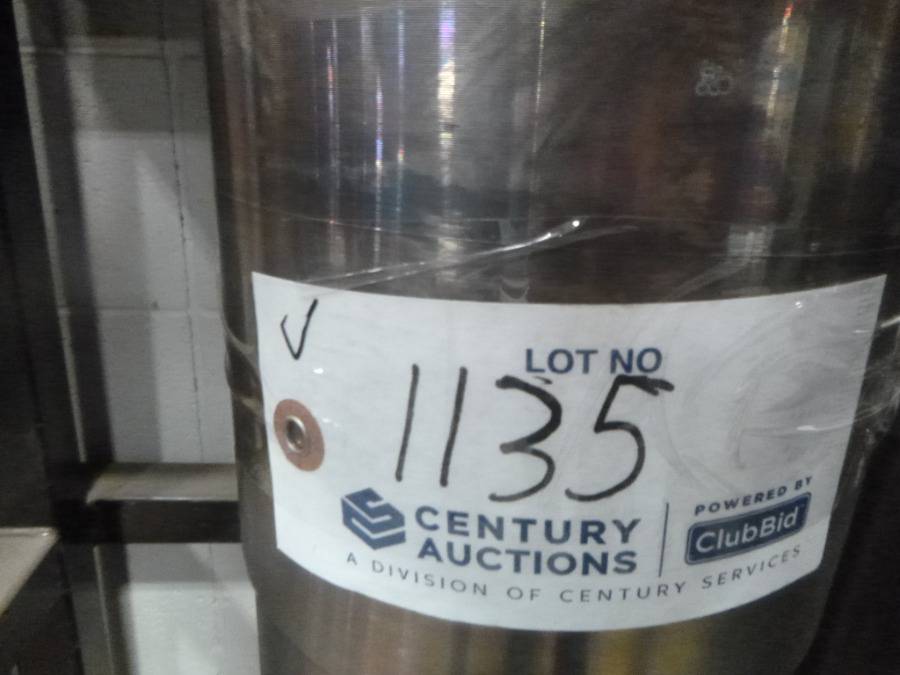 LOT NO
1135
CENTURY
AUCTIONS
A DIVISION OF CENTURY SERVICES
POWERED BY
ClubBid